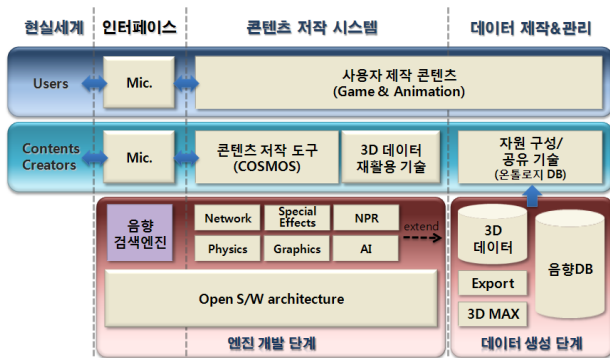 현실세계
인터페이스
콘텐츠 저작 시스템
데이터 제작&관리
Users
Mic.
사용자 제작 콘텐츠
(Game & Animation)
Contents
Creators
Mic.
콘텐츠 저작 도구
(COSMOS)
3D 데이터
재활용 기술
자원 구성/
공유 기술
(온톨로지 DB)
음향
검색엔진
Network
Special
Effects
NPR
Physics
Graphics
AI
extend
Open S/W architecture
엔진 개발 단계
3D
데이터
Export
3D MAX
음향DB
데이터 생성 단계